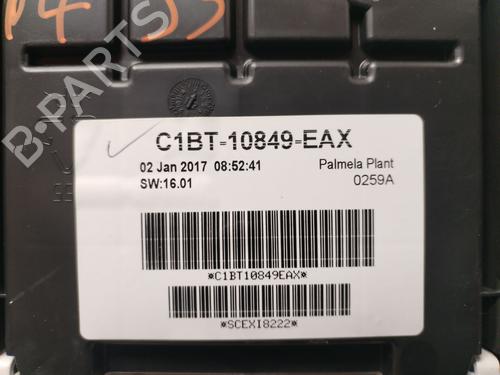 B-PARTS
C1BT-10849-EAX
02 Jan 2017 08:52:41 Palmela Plant
SW:16.01 0259A
*C1BT10849EAX*
*SCEXI8222*